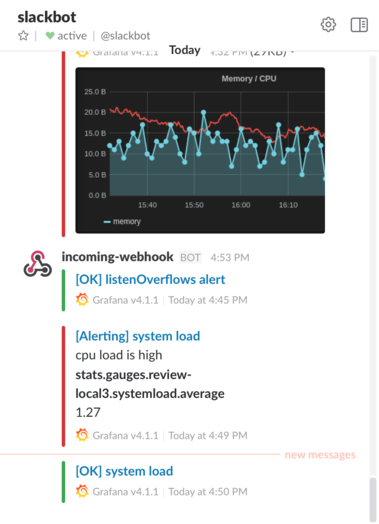 slackbot
active | @slackbot
Grafana v4.1.1 Today 4:32 PM (29KB)
Memory / CPU
25.0 B
20.0 B
15.0 B
10.0 B
5.0 B
0.0 B
15:40 15:50 16:00 16:10
memory
incoming-webhook BOT 4:53 PM
[OK] listenOverflows alert
Grafana v4.1.1 | Today at 4:45 PM
[Alerting] system load
cpu load is high
stats.gauges.review-
local3.systemload.average
1.27
Grafana v4.1.1 | Today at 4:49 PM
new messages
[OK] system load
Grafana v4.1.1 | Today at 4:50 PM